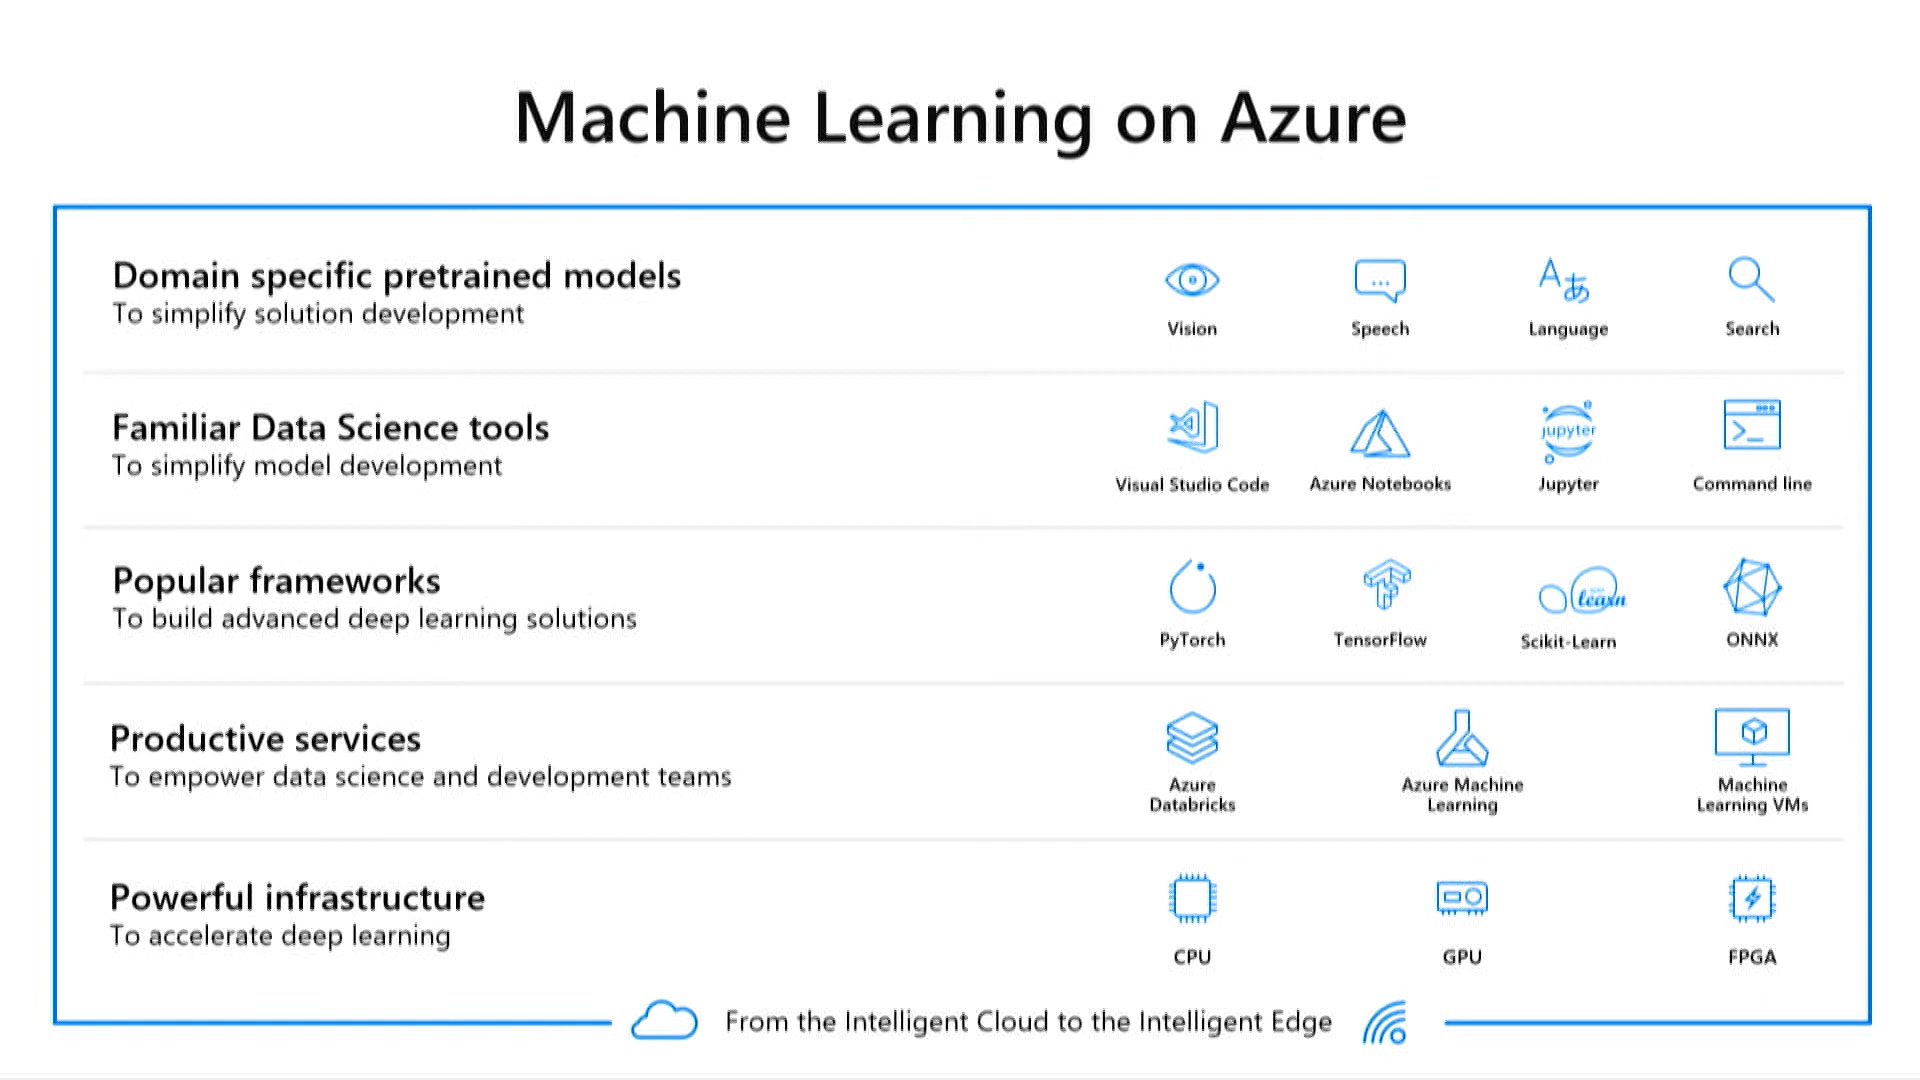 Machine Learning on Azure
Domain specific pretrained models
To simplify solution development
Vision
Speech
Language
Search
Familiar Data Science tools
To simplify model development
jupyter
Visual Studio Code
Azure Notebooks
Jupyter
Command line
Popular frameworks
To build advanced deep learning solutions
learn
PyTorch
TensorFlow
Scikit-Learn
ONNX
Productive services
To empower data science and development teams
Azure
Databricks
Azure Machine
Learning
Machine
Learning VMs
Powerful infrastructure
To accelerate deep learning
CPU
GPU
FPGA
From the Intelligent Cloud to the Intelligent Edge